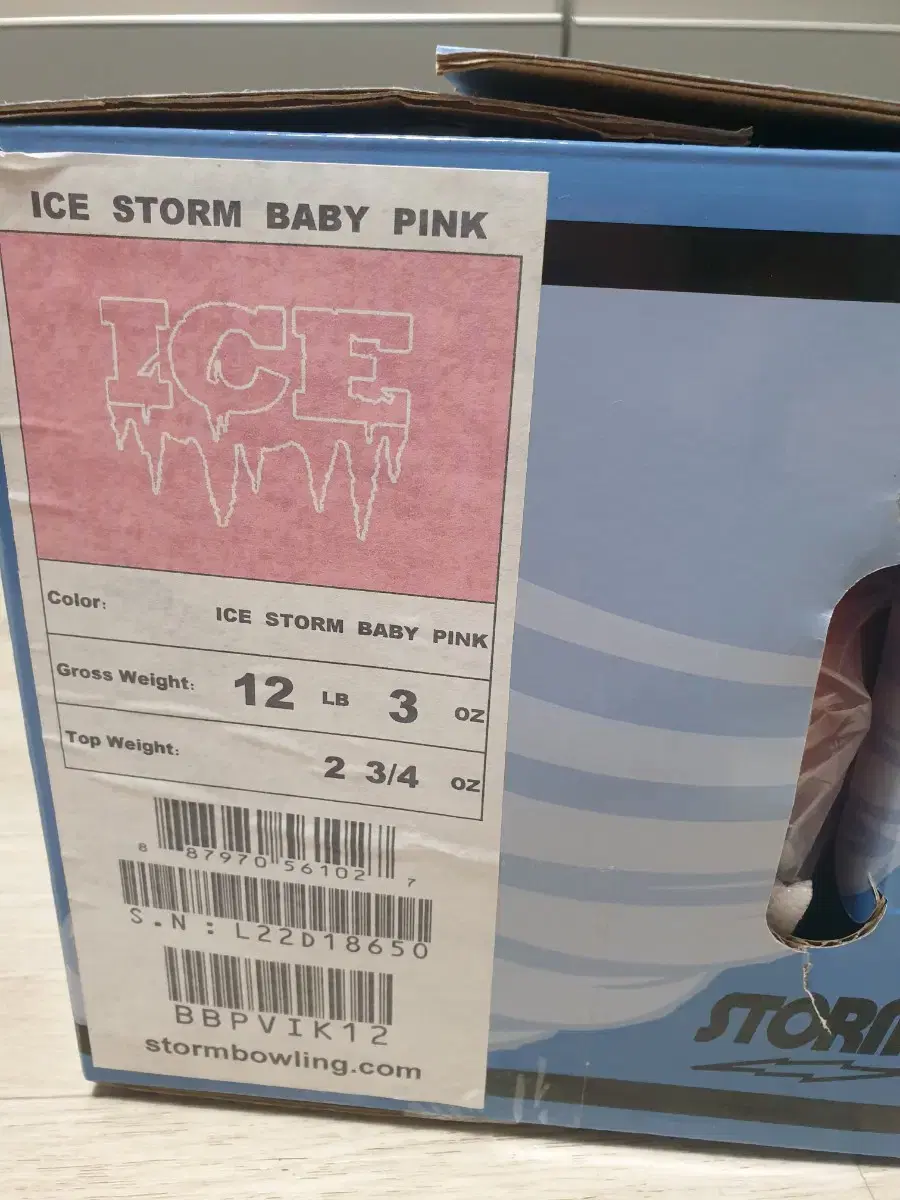 ICE STORM BABY PINK
ICE
Color: ICE STORM BABY PINK
Gross Weight: 12 LB 3 OZ
Top Weight: 2 3/4 OZ
8 87970 56102 7
S.N : L22D18650
BBPVIK12
stormbowling.com
STORM